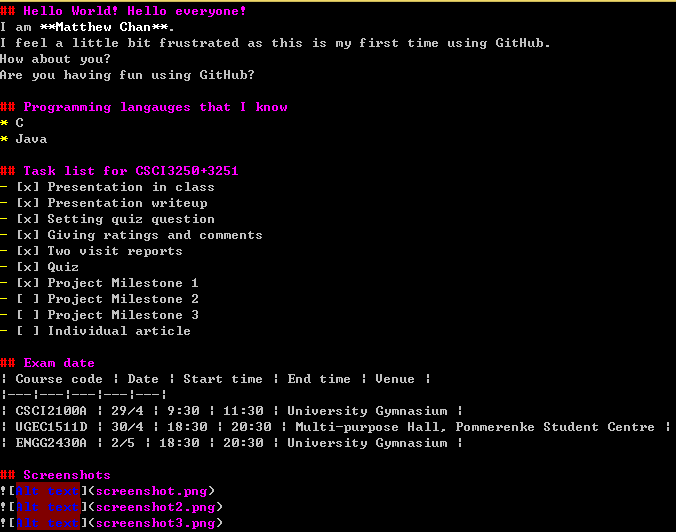 ## Hello World! Hello everyone!
I am **Matthew Chan**.
I feel a little bit frustrated as this is my first time using GitHub.
How about you?
Are you having fun using GitHub?
## Programming langauges that I know
* C
* Java
## Task list for CSCI3250+3251
- [x] Presentation in class
- [x] Presentation writeup
- [x] Setting quiz question
- [x] Giving ratings and comments
- [x] Two visit reports
- [x] Quiz
- [x] Project Milestone 1
- [ ] Project Milestone 2
- [ ] Project Milestone 3
- [ ] Individual article
## Exam date
| Course code | Date | Start time | End time | Venue |
|---|---|---|---|---|
| CSCI2100A | 29/4 | 9:30 | 11:30 | University Gymnasium |
| UGEC1511D | 30/4 | 18:30 | 20:30 | Multi-purpose Hall, Pommerenke Student Centre |
| ENGG2430A | 2/5 | 18:30 | 20:30 | University Gymnasium |
## Screenshots
![Alt text](screenshot.png)
![Alt text](screenshot2.png)
![Alt text](screenshot3.png)